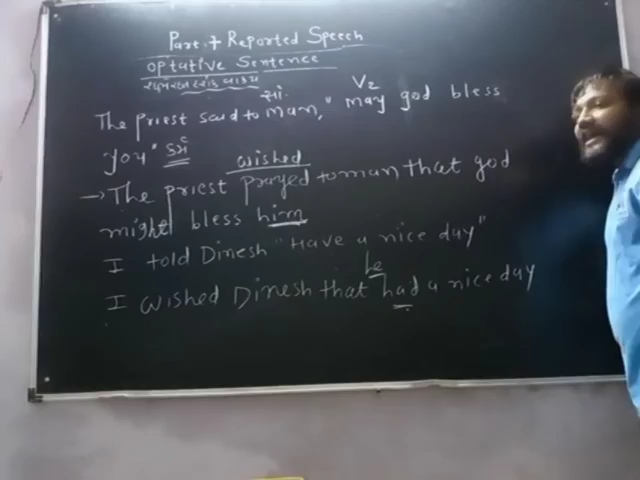 Part 7 Reported Speech
Optative Sentence
સાં. V2
The Priest said to man, "may god bless
you" કર્મ
wished
→ The priest prayed to man that god
might bless him
I told Dinesh "Have a nice day"
he
I wished Dinesh that had a nice day